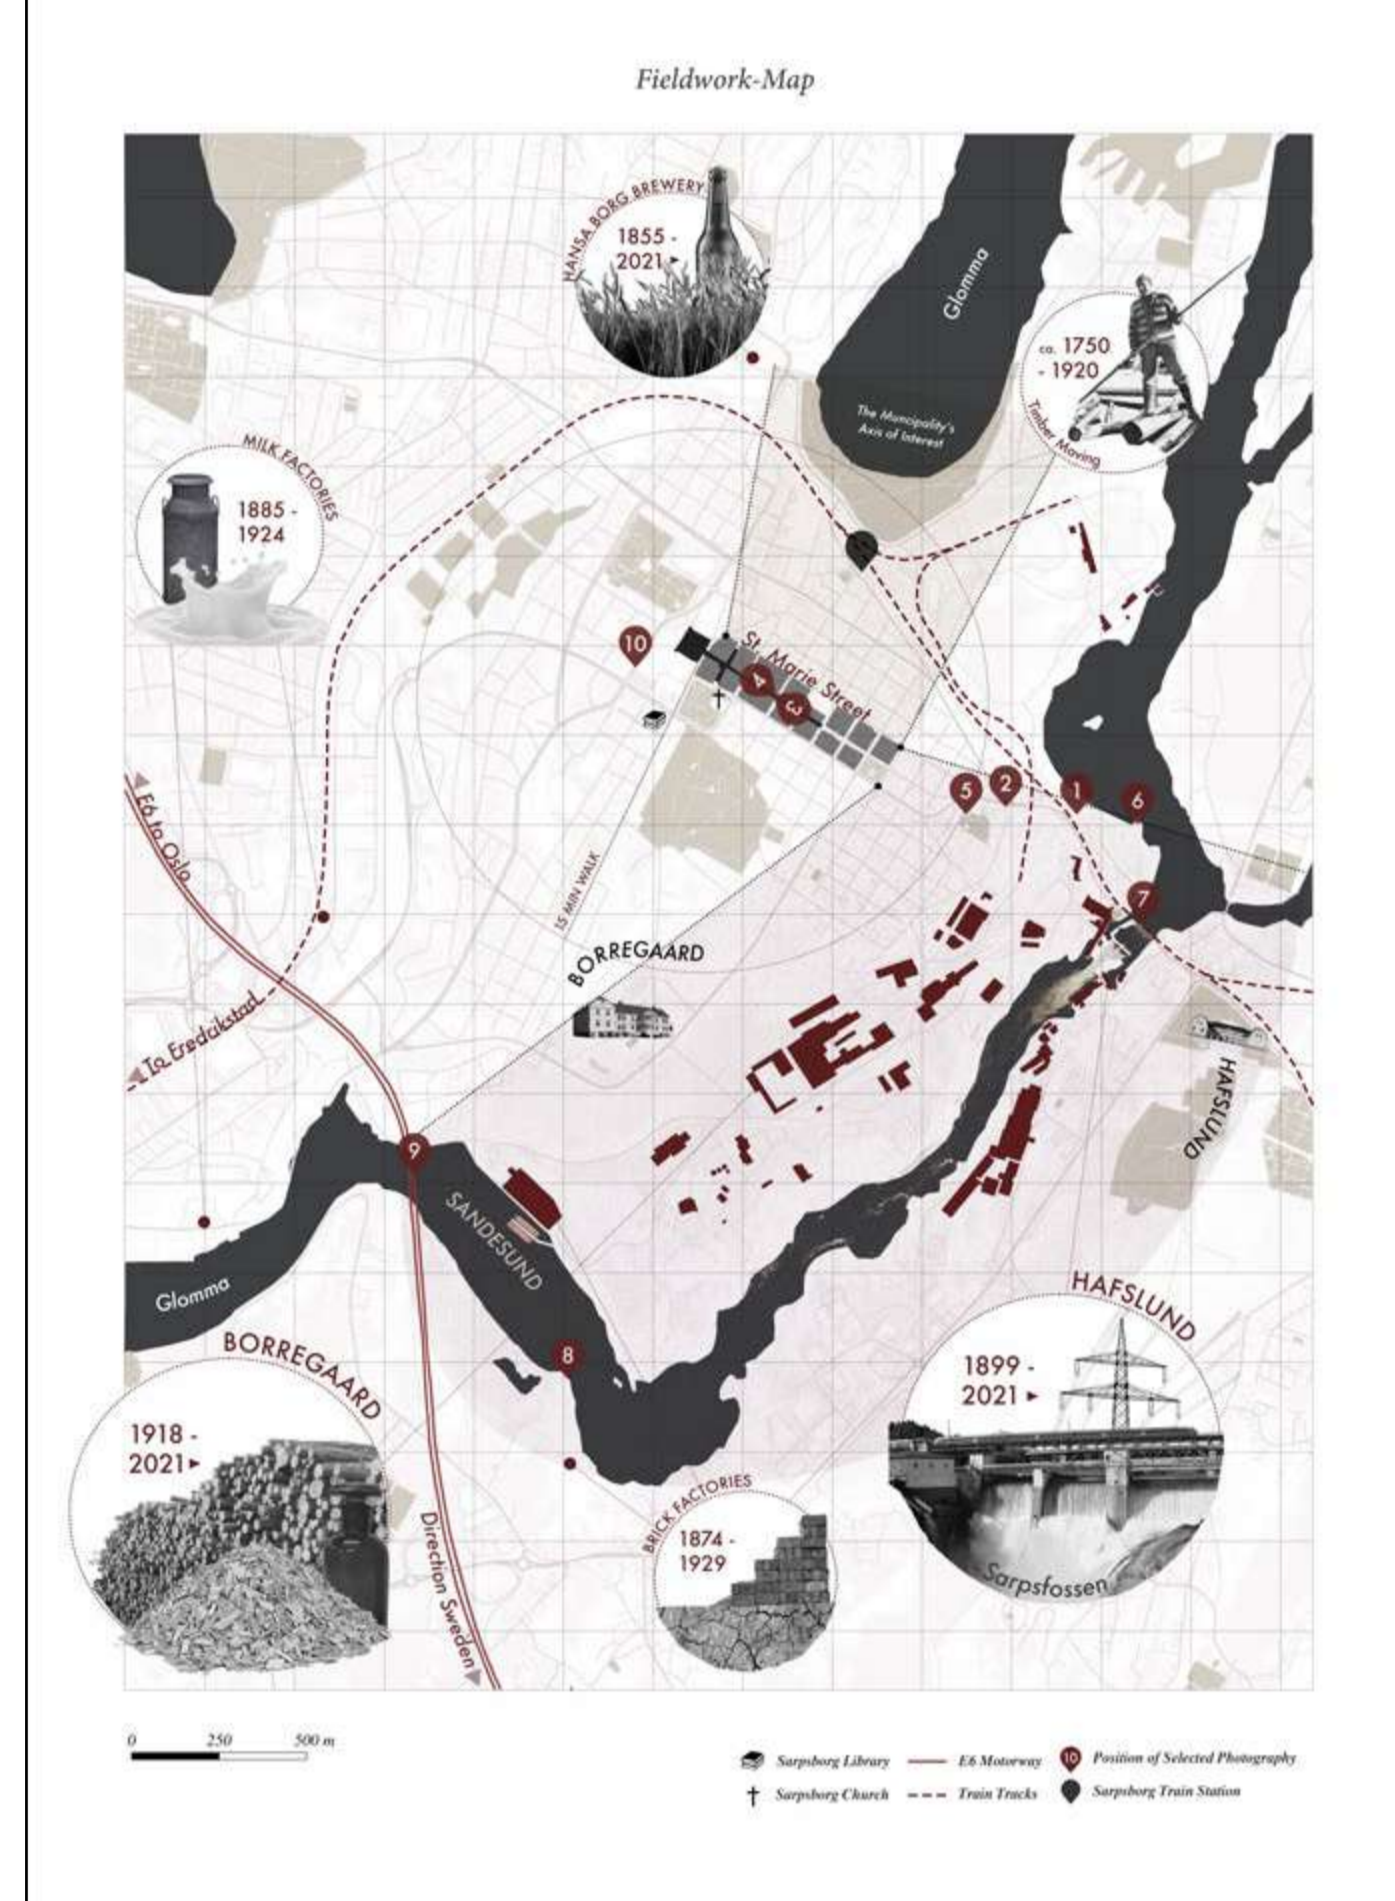 Fieldwork-Map
HANSA BORG BREWERY
1855 -
2021
Glomma
ca. 1750
- 1920
Timber Moving
The Muncipality's
Axis of Interest
MILK FACTORIES
1885 -
1924
10
St. Marie Street
4
3
5
2
1
6
7
E6 to Oslo
15 MIN WALK
BORREGAARD
To Fredrikstad
HAFSLUND
9
SANDESUND
Glomma
8
BORREGAARD
1918 -
2021
Direction Sweden
BRICK FACTORIES
1874 -
1929
HAFSLUND
1899 -
2021
Sarpsfossen
0 250 500 m
Sarpsborg Library
E6 Motorway
10 Position of Selected Photography
Sarpsborg Church
Train Tracks
Sarpsborg Train Station